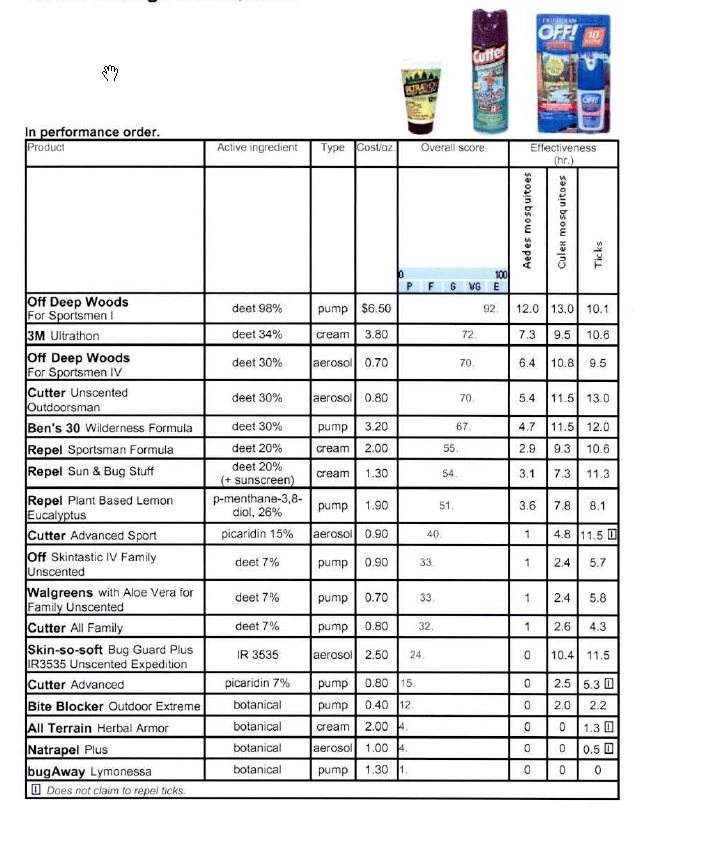 Cutter
ULTRATHON
OFF!
10
OFF!
In performance order.
Product Active ingredient Type Cost/oz. Overall score Effectiveness
(hr.)
Aedes mosquitoes
Culex mosquitoes
Ticks
0 100
P F G VG E
Off Deep Woods
For Sportsmen I deet 98% pump $6.50 92. 12.0 13.0 10.1
3M Ultrathon deet 34% cream 3.80 72. 7.3 9.5 10.6
Off Deep Woods
For Sportsmen IV deet 30% aerosol 0.70 70. 6.4 10.8 9.5
Cutter Unscented
Outdoorsman deet 30% aerosol 0.80 70. 5.4 11.5 13.0
Ben's 30 Wilderness Formula deet 30% pump 3.20 67. 4.7 11.5 12.0
Repel Sportsman Formula deet 20% cream 2.00 55. 2.9 9.3 10.6
Repel Sun & Bug Stuff deet 20%
(+ sunscreen) cream 1.30 54. 3.1 7.3 11.3
Repel Plant Based Lemon
Eucalyptus p-menthane-3,8-
diol, 26% pump 1.90 51. 3.6 7.8 8.1
Cutter Advanced Sport picaridin 15% aerosol 0.90 40. 1 4.8 11.5 [1]
Off Skintastic IV Family
Unscented deet 7% pump 0.90 33. 1 2.4 5.7
Walgreens with Aloe Vera for
Family Unscented deet 7% pump 0.70 33. 1 2.4 5.8
Cutter All Family deet 7% pump 0.80 32. 1 2.6 4.3
Skin-so-soft Bug Guard Plus
IR3535 Unscented Expedition IR 3535 aerosol 2.50 24. 0 10.4 11.5
Cutter Advanced picaridin 7% pump 0.80 15. 0 2.5 5.3 [1]
Bite Blocker Outdoor Extreme botanical pump 0.40 12. 0 2.0 2.2
All Terrain Herbal Armor botanical cream 2.00 4. 0 0 1.3 [1]
Natrapel Plus botanical aerosol 1.00 4. 0 0 0.5 [1]
bugAway Lymonessa botanical pump 1.30 1. 0 0 0
[1] Does not claim to repel ticks.